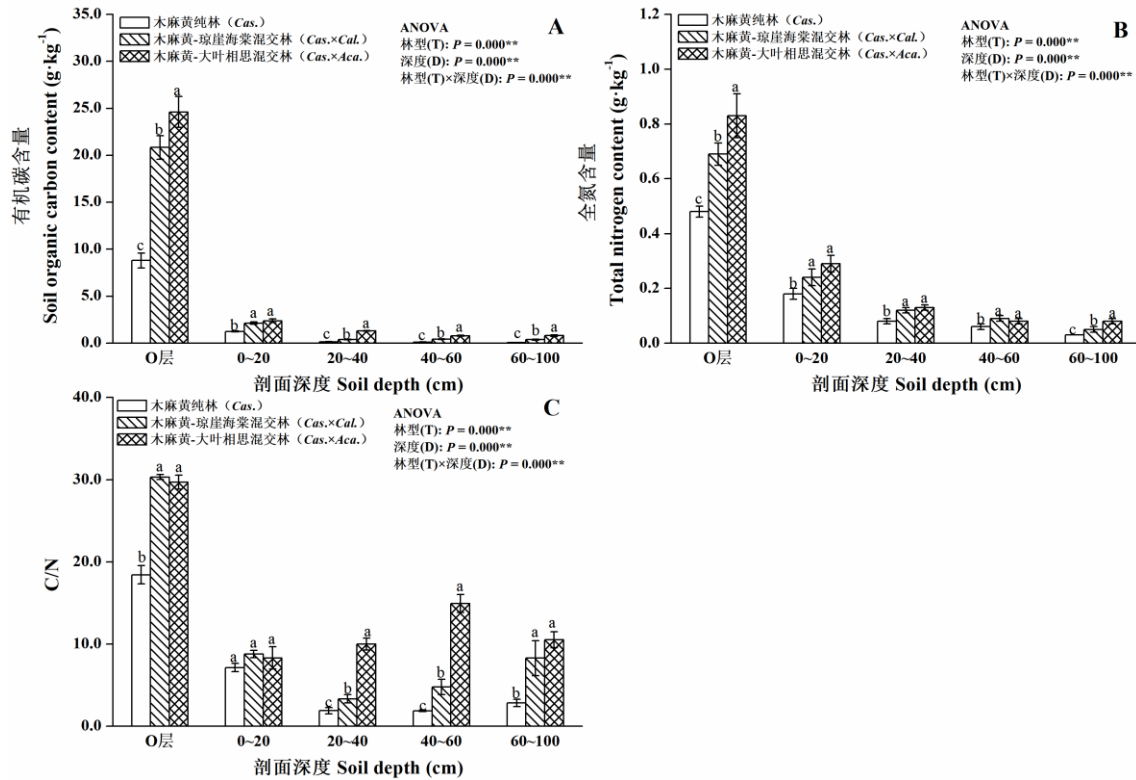 A
木麻黄纯林（Cas.）
木麻黄-琼崖海棠混交林（Cas.×Cal.）
木麻黄-大叶相思混交林（Cas.×Aca.）
ANOVA
林型(T): P = 0.000**
深度(D): P = 0.000**
林型(T)×深度(D): P = 0.000**
有机碳含量
Soil organic carbon content (g·kg⁻¹)
35.0
30.0
25.0
20.0
15.0
10.0
5.0
0.0
c b a
b a a
c b a
c b a
c b a
O层 0~20 20~40 40~60 60~100
剖面深度 Soil depth (cm)
B
木麻黄纯林（Cas.）
木麻黄-琼崖海棠混交林（Cas.×Cal.）
木麻黄-大叶相思混交林（Cas.×Aca.）
ANOVA
林型(T): P = 0.000**
深度(D): P = 0.000**
林型(T)×深度(D): P = 0.000**
全氮含量
Total nitrogen content (g·kg⁻¹)
1.2
1.0
0.8
0.6
0.4
0.2
0.0
c b a
b a a
b a a
b a a
c b a
O层 0~20 20~40 40~60 60~100
剖面深度 Soil depth (cm)
C
木麻黄纯林（Cas.）
木麻黄-琼崖海棠混交林（Cas.×Cal.）
木麻黄-大叶相思混交林（Cas.×Aca.）
ANOVA
林型(T): P = 0.000**
深度(D): P = 0.000**
林型(T)×深度(D): P = 0.000**
C/N
40.0
30.0
20.0
10.0
0.0
b a a
a a a
c b a
c b a
b a a
O层 0~20 20~40 40~60 60~100
剖面深度 Soil depth (cm)